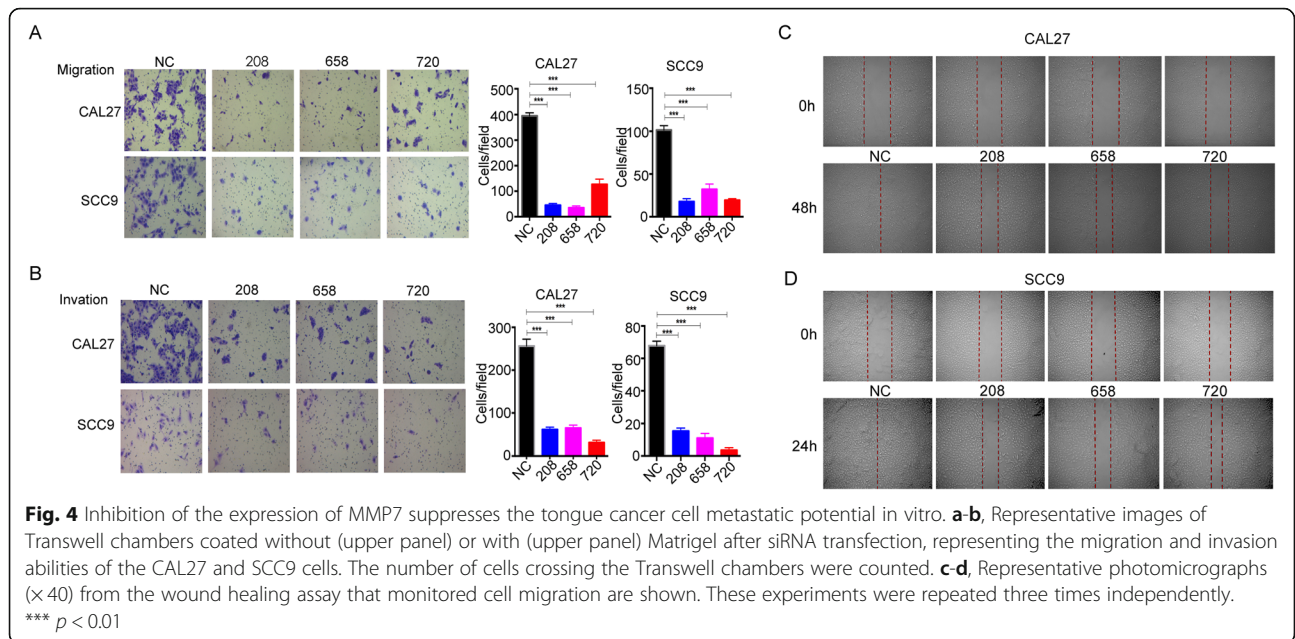 A
Migration
NC 208 658 720
CAL27
SCC9
CAL27
***
***
***
Cells/field
500
400
300
200
100
0
NC 208 658 720
SCC9
***
***
***
Cells/field
150
100
50
0
NC 208 658 720
B
Invation
NC 208 658 720
CAL27
SCC9
CAL27
***
***
***
Cells/field
300
200
100
0
NC 208 658 720
SCC9
***
***
***
Cells/field
80
60
40
20
0
NC 208 658 720
C
CAL27
0h
NC 208 658 720
48h
D
SCC9
0h
NC 208 658 720
24h
Fig. 4 Inhibition of the expression of MMP7 suppresses the tongue cancer cell metastatic potential in vitro. a-b, Representative images of
Transwell chambers coated without (upper panel) or with (upper panel) Matrigel after siRNA transfection, representing the migration and invasion
abilities of the CAL27 and SCC9 cells. The number of cells crossing the Transwell chambers were counted. c-d, Representative photomicrographs
(× 40) from the wound healing assay that monitored cell migration are shown. These experiments were repeated three times independently.
*** p < 0.01